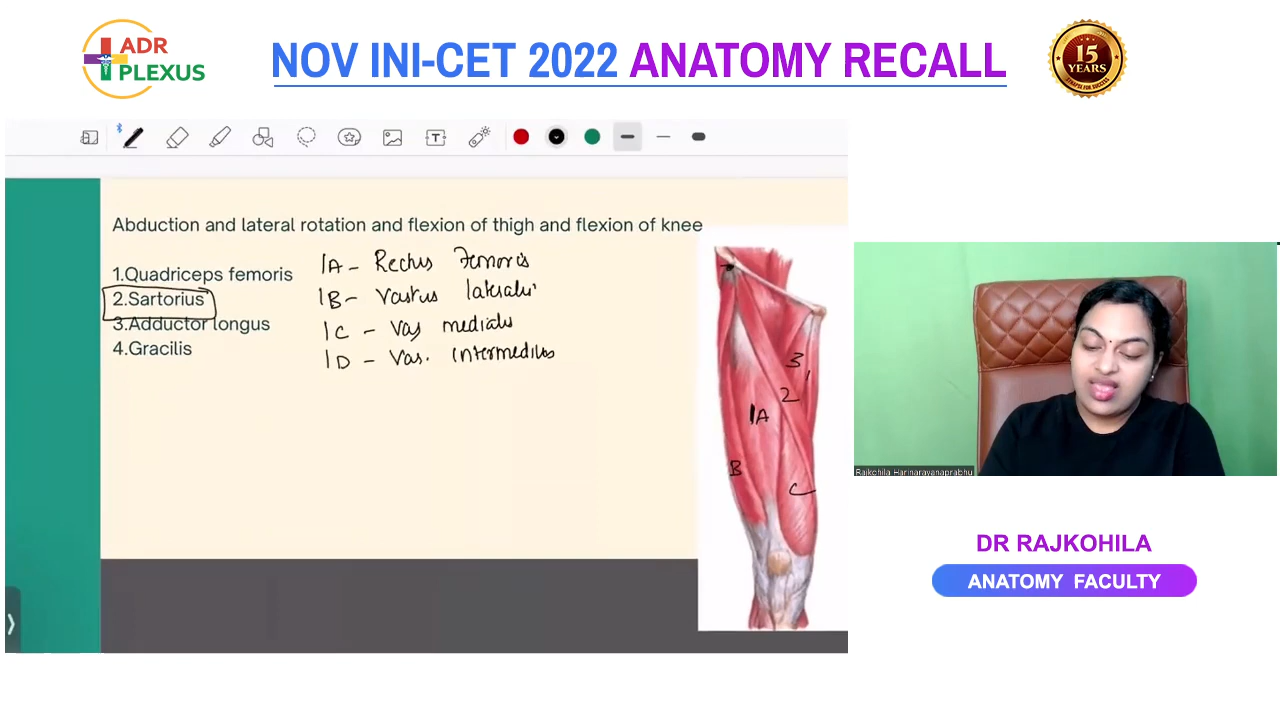 ADR
PLEXUS
NOV INI-CET 2022 ANATOMY RECALL
15
YEARS
T
Abduction and lateral rotation and flexion of thigh and flexion of knee
1.Quadriceps femoris
2.Sartorius
3.Adductor longus
4.Gracilis
1A - Rectus Femoris
1B - Vastus lateralis
1C - Vas medialis
1D - Vas. intermedius
3
2
1A
B
C
Rajkohila Harinarayanaprabhu
DR RAJKOHILA
ANATOMY FACULTY